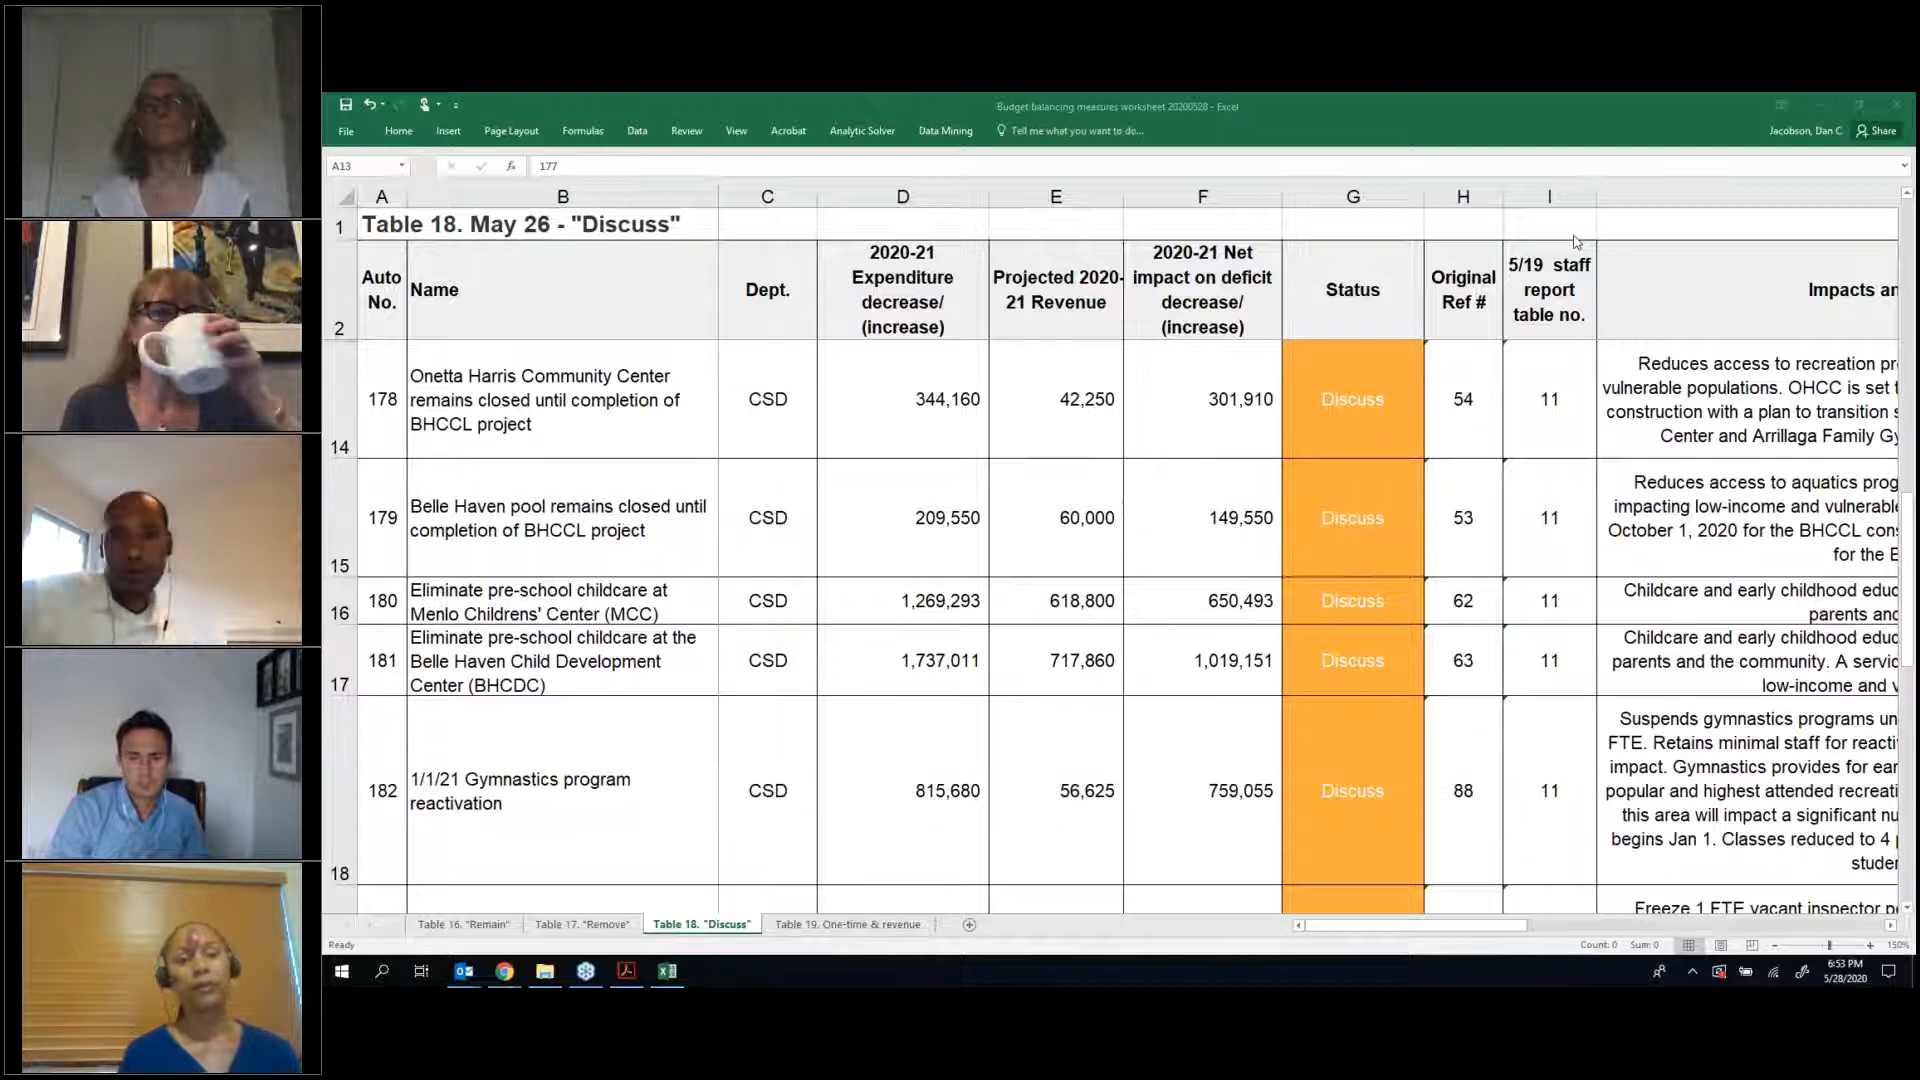 Budget balancing measures worksheet 20200528 - Excel
File Home Insert Page Layout Formulas Data Review View Acrobat Analytic Solver Data Mining Tell me what you want to do... Jacobson, Dan C Share
A13 fx 177
A B C D E F G H I
1 Table 18. May 26 - "Discuss"
2 Auto No. Name Dept. 2020-21 Expenditure decrease/ (increase) Projected 2020-21 Revenue 2020-21 Net impact on deficit decrease/ (increase) Status Original Ref # 5/19 staff report table no. Impacts an
14 178 Onetta Harris Community Center remains closed until completion of BHCCL project CSD 344,160 42,250 301,910 Discuss 54 11
Reduces access to recreation pr
vulnerable populations. OHCC is set t
construction with a plan to transition s
Center and Arrillaga Family Gy
15 179 Belle Haven pool remains closed until completion of BHCCL project CSD 209,550 60,000 149,550 Discuss 53 11
Reduces access to aquatics prog
impacting low-income and vulnerable
October 1, 2020 for the BHCCL cons
for the B
16 180 Eliminate pre-school childcare at Menlo Childrens' Center (MCC) CSD 1,269,293 618,800 650,493 Discuss 62 11
Childcare and early childhood educ
parents and
17 181 Eliminate pre-school childcare at the Belle Haven Child Development Center (BHCDC) CSD 1,737,011 717,860 1,019,151 Discuss 63 11
Childcare and early childhood educ
parents and the community. A servic
low-income and v
18 182 1/1/21 Gymnastics program reactivation CSD 815,680 56,625 759,055 Discuss 88 11
Suspends gymnastics programs un
FTE. Retains minimal staff for reacti
impact. Gymnastics provides for ear
popular and highest attended recreati
this area will impact a significant nu
begins Jan 1. Classes reduced to 4 p
studen
Freeze 1 FTE vacant inspector po
Table 16. "Remain" Table 17. "Remove" Table 18. "Discuss" Table 19. One-time & revenue
Ready Count: 0 Sum: 0 150%
6:53 PM
5/28/2020